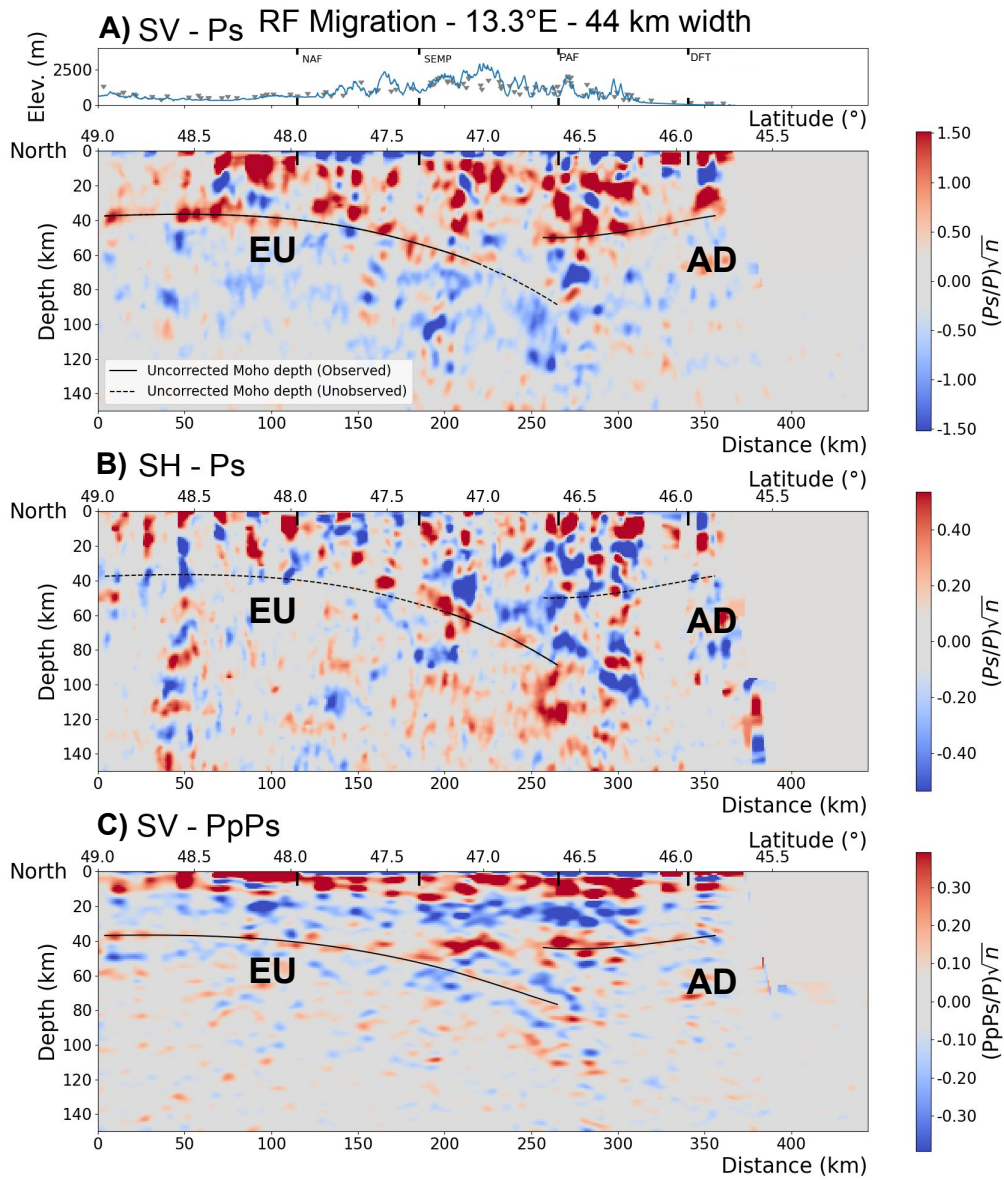 A) SV - Ps RF Migration - 13.3°E - 44 km width
NAF SEMP PAF DFT
Elev. (m)
2500
0
Latitude (°)
49.0 48.5 48.0 47.5 47.0 46.5 46.0 45.5
North
0
20
40
60
80
100
120
140
Depth (km)
EU AD
Uncorrected Moho depth (Observed)
Uncorrected Moho depth (Unobserved)
0 50 100 150 200 250 300 350 400
Distance (km)
1.50
1.00
0.50
0.00
-0.50
-1.00
-1.50
(Ps/P)√n
B) SH - Ps
Latitude (°)
49.0 48.5 48.0 47.5 47.0 46.5 46.0 45.5
North
0
20
40
60
80
100
120
140
Depth (km)
EU AD
0 50 100 150 200 250 300 350 400
Distance (km)
0.40
0.20
0.00
-0.20
-0.40
(Ps/P)√n
C) SV - PpPs
Latitude (°)
49.0 48.5 48.0 47.5 47.0 46.5 46.0 45.5
North
0
20
40
60
80
100
120
140
Depth (km)
EU AD
0 50 100 150 200 250 300 350 400
Distance (km)
0.30
0.20
0.10
0.00
-0.10
-0.20
-0.30
(PpPs/P)√n